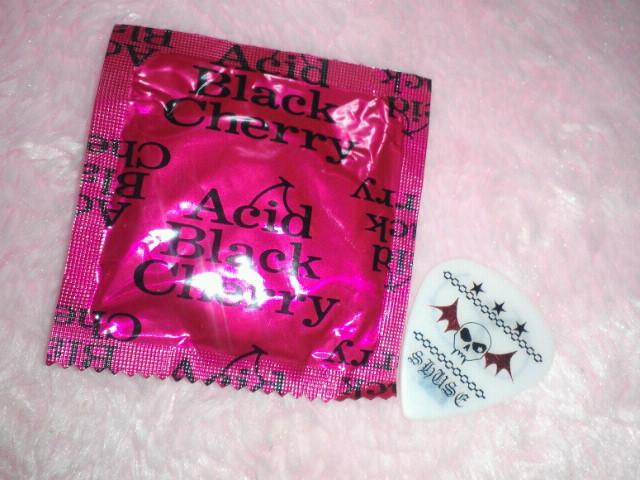 Acid
Black
Cherry
Acid
Black
Cherry
SHUSE